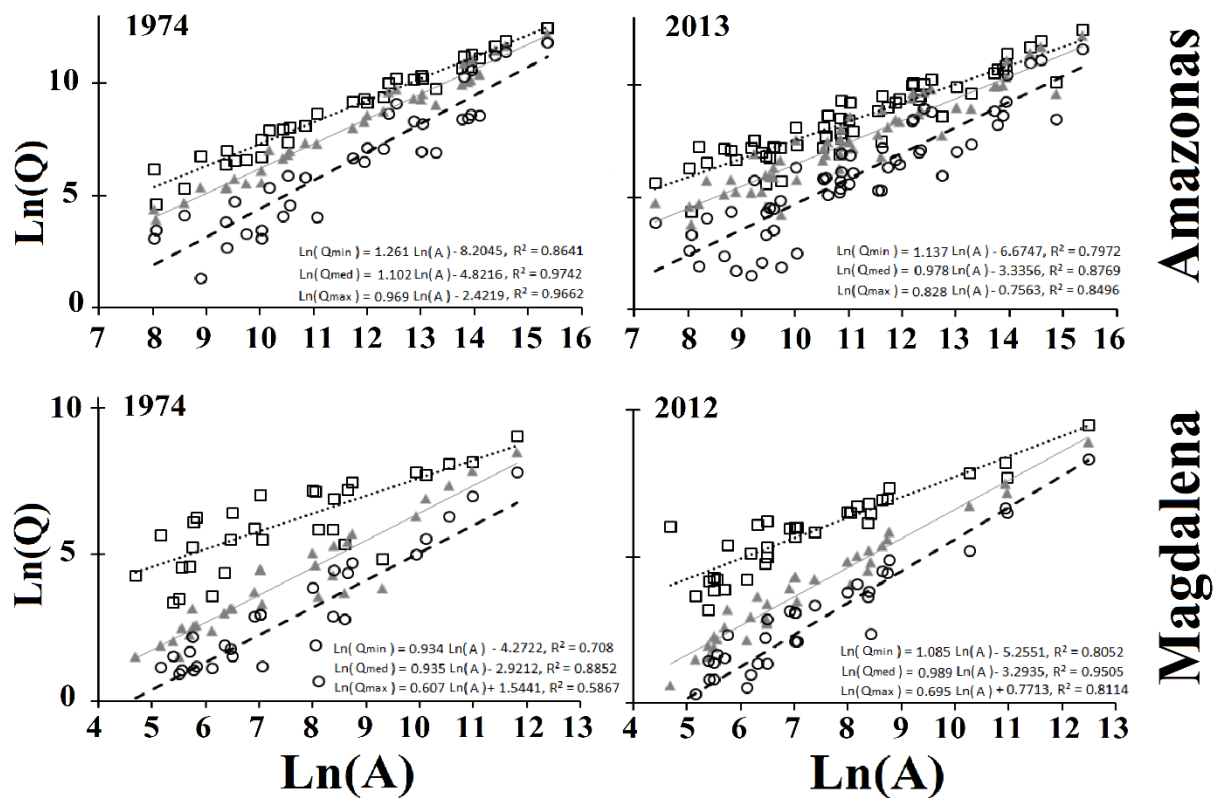 1974
2013
Ln(Q)
10
5
0
Ln(Qmin) = 1.261 Ln(A) - 8.2045, R² = 0.8641
Ln(Qmed) = 1.102 Ln(A) - 4.8216, R² = 0.9742
Ln(Qmax) = 0.969 Ln(A) - 2.4219, R² = 0.9662
Ln(Qmin) = 1.137 Ln(A) - 6.6747, R² = 0.7972
Ln(Qmed) = 0.978 Ln(A) - 3.3356, R² = 0.8769
Ln(Qmax) = 0.828 Ln(A) - 0.7563, R² = 0.8496
7 8 9 10 11 12 13 14 15 16
7 8 9 10 11 12 13 14 15 16
Amazonas
1974
2012
Ln(Q)
10
5
0
Ln(Qmin) = 0.934 Ln(A) - 4.2722, R² = 0.708
Ln(Qmed) = 0.935 Ln(A) - 2.9212, R² = 0.8852
Ln(Qmax) = 0.607 Ln(A) + 1.5441, R² = 0.5867
Ln(Qmin) = 1.085 Ln(A) - 5.2551, R² = 0.8052
Ln(Qmed) = 0.989 Ln(A) - 3.2935, R² = 0.9505
Ln(Qmax) = 0.695 Ln(A) + 0.7713, R² = 0.8114
4 5 6 7 8 9 10 11 12 13
4 5 6 7 8 9 10 11 12 13
Ln(A)
Ln(A)
Magdalena